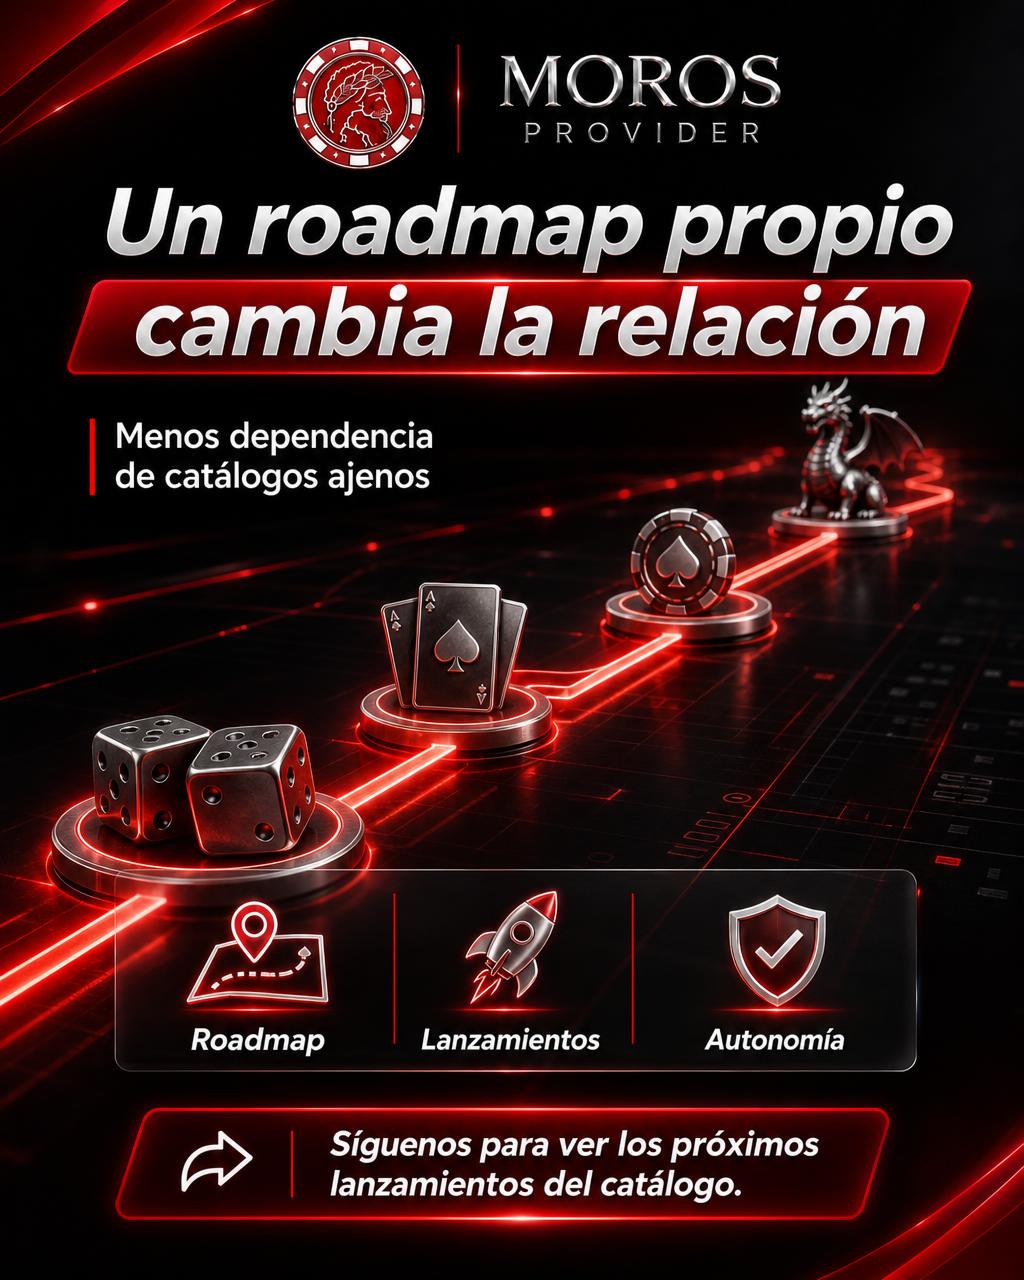 MOROS
PROVIDER
Un roadmap propio
cambia la relación
Menos dependencia
de catálogos ajenos
A
A
A
Roadmap
Lanzamientos
Autonomía
Síguenos para ver los próximos
lanzamientos del catálogo.